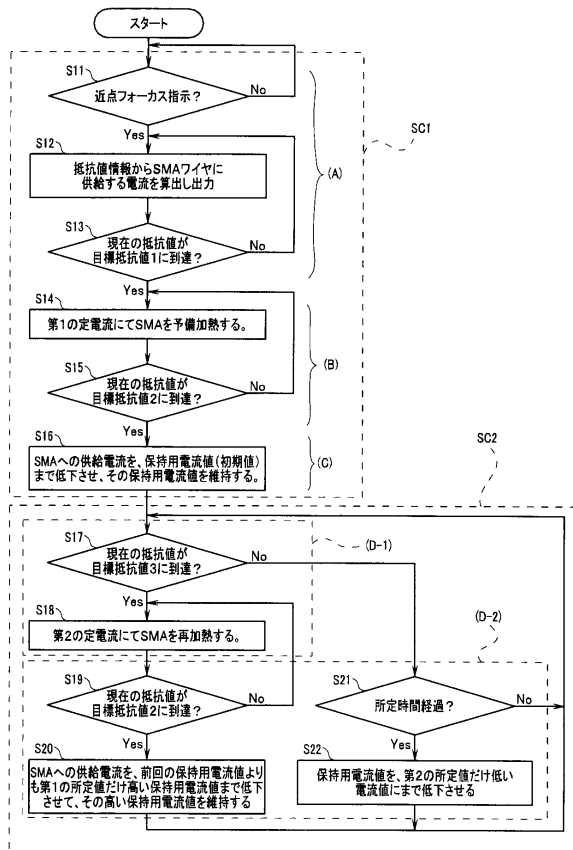 スタート
S11
近点フォーカス指示？
No
Yes
S12
抵抗値情報からSMAワイヤに
供給する電流を算出し出力
S13
現在の抵抗値が
目標抵抗値1に到達？
No
Yes
(A)
SC1
S14
第1の定電流にてSMAを予備加熱する。
S15
現在の抵抗値が
目標抵抗値2に到達？
No
Yes
(B)
S16
SMAへの供給電流を、保持用電流値(初期値)
まで低下させ、その保持用電流値を維持する。
(C)
SC2
S17
現在の抵抗値が
目標抵抗値3に到達？
No
Yes
(D-1)
S18
第2の定電流にてSMAを再加熱する。
(D-2)
S19
現在の抵抗値が
目標抵抗値2に到達？
No
Yes
S21
所定時間経過？
No
Yes
S20
SMAへの供給電流を、前回の保持用電流値より
も第1の所定値だけ高い保持用電流値まで低下
させて、その高い保持用電流値を維持する
S22
保持用電流値を、第2の所定値だけ低い
電流値にまで低下させる